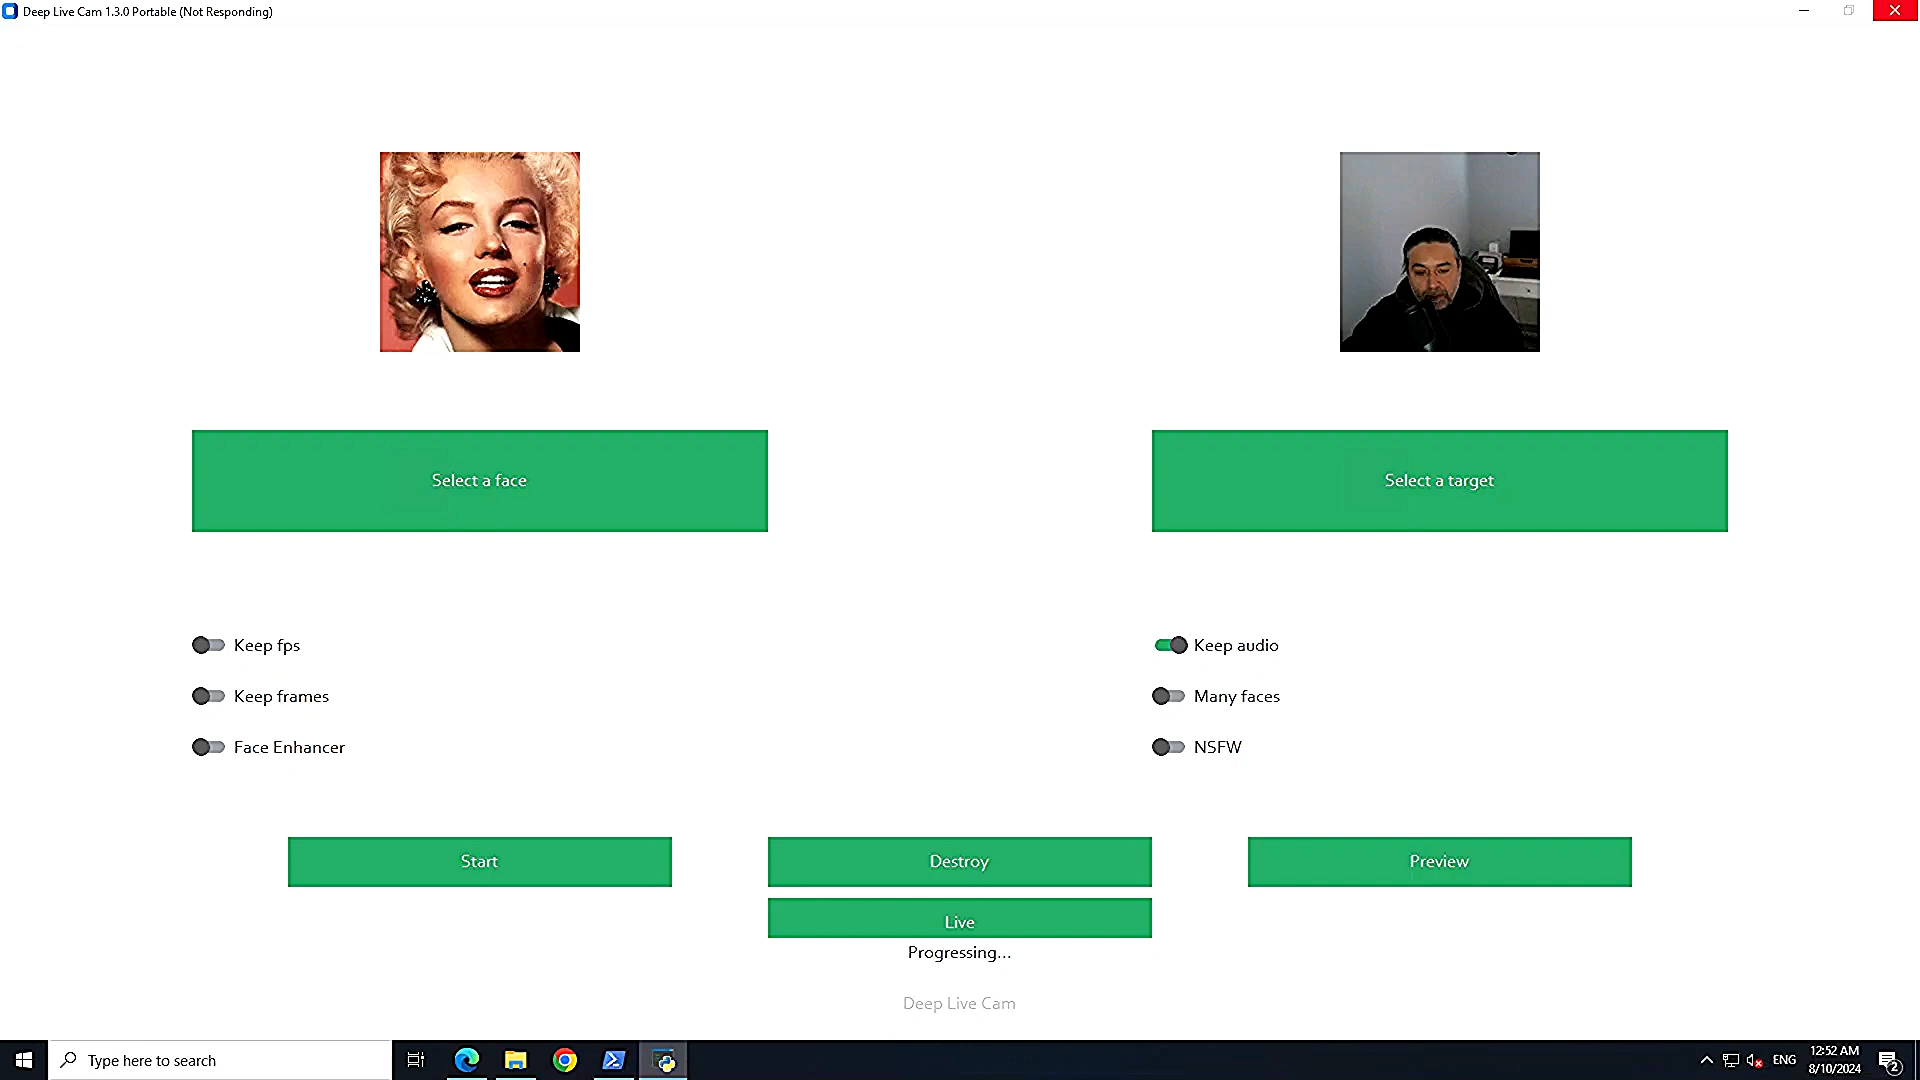 Deep Live Cam 1.3.0 Portable (Not Responding)
Select a face
Select a target
Keep fps
Keep audio
Keep frames
Many faces
Face Enhancer
NSFW
Start
Destroy
Preview
Live
Progressing...
Deep Live Cam
Type here to search
ENG
12:52 AM
8/10/2024
2